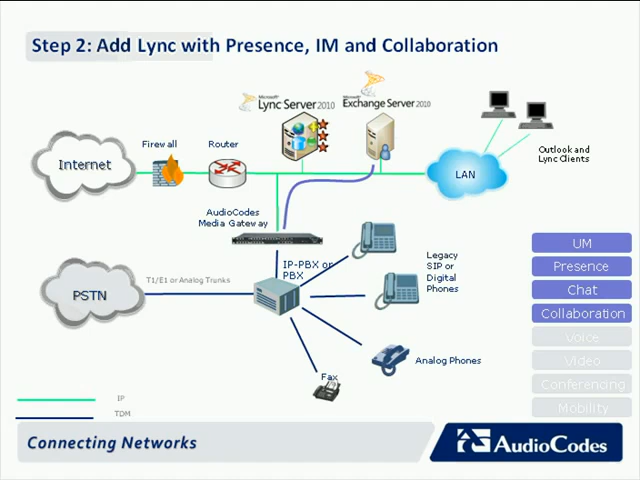 Step 2: Add Lync with Presence, IM and Collaboration
Microsoft
Lync Server 2010
Microsoft
Exchange Server 2010
Firewall
Router
Internet
LAN
Outlook and
Lync Clients
AudioCodes
Media Gateway
IP-PBX or
PBX
Legacy
SIP or
Digital
Phones
T1/E1 or Analog Trunks
PSTN
Analog Phones
Fax
UM
Presence
Chat
Collaboration
Voice
Video
Conferencing
Mobility
IP
TDM
Connecting Networks
AudioCodes